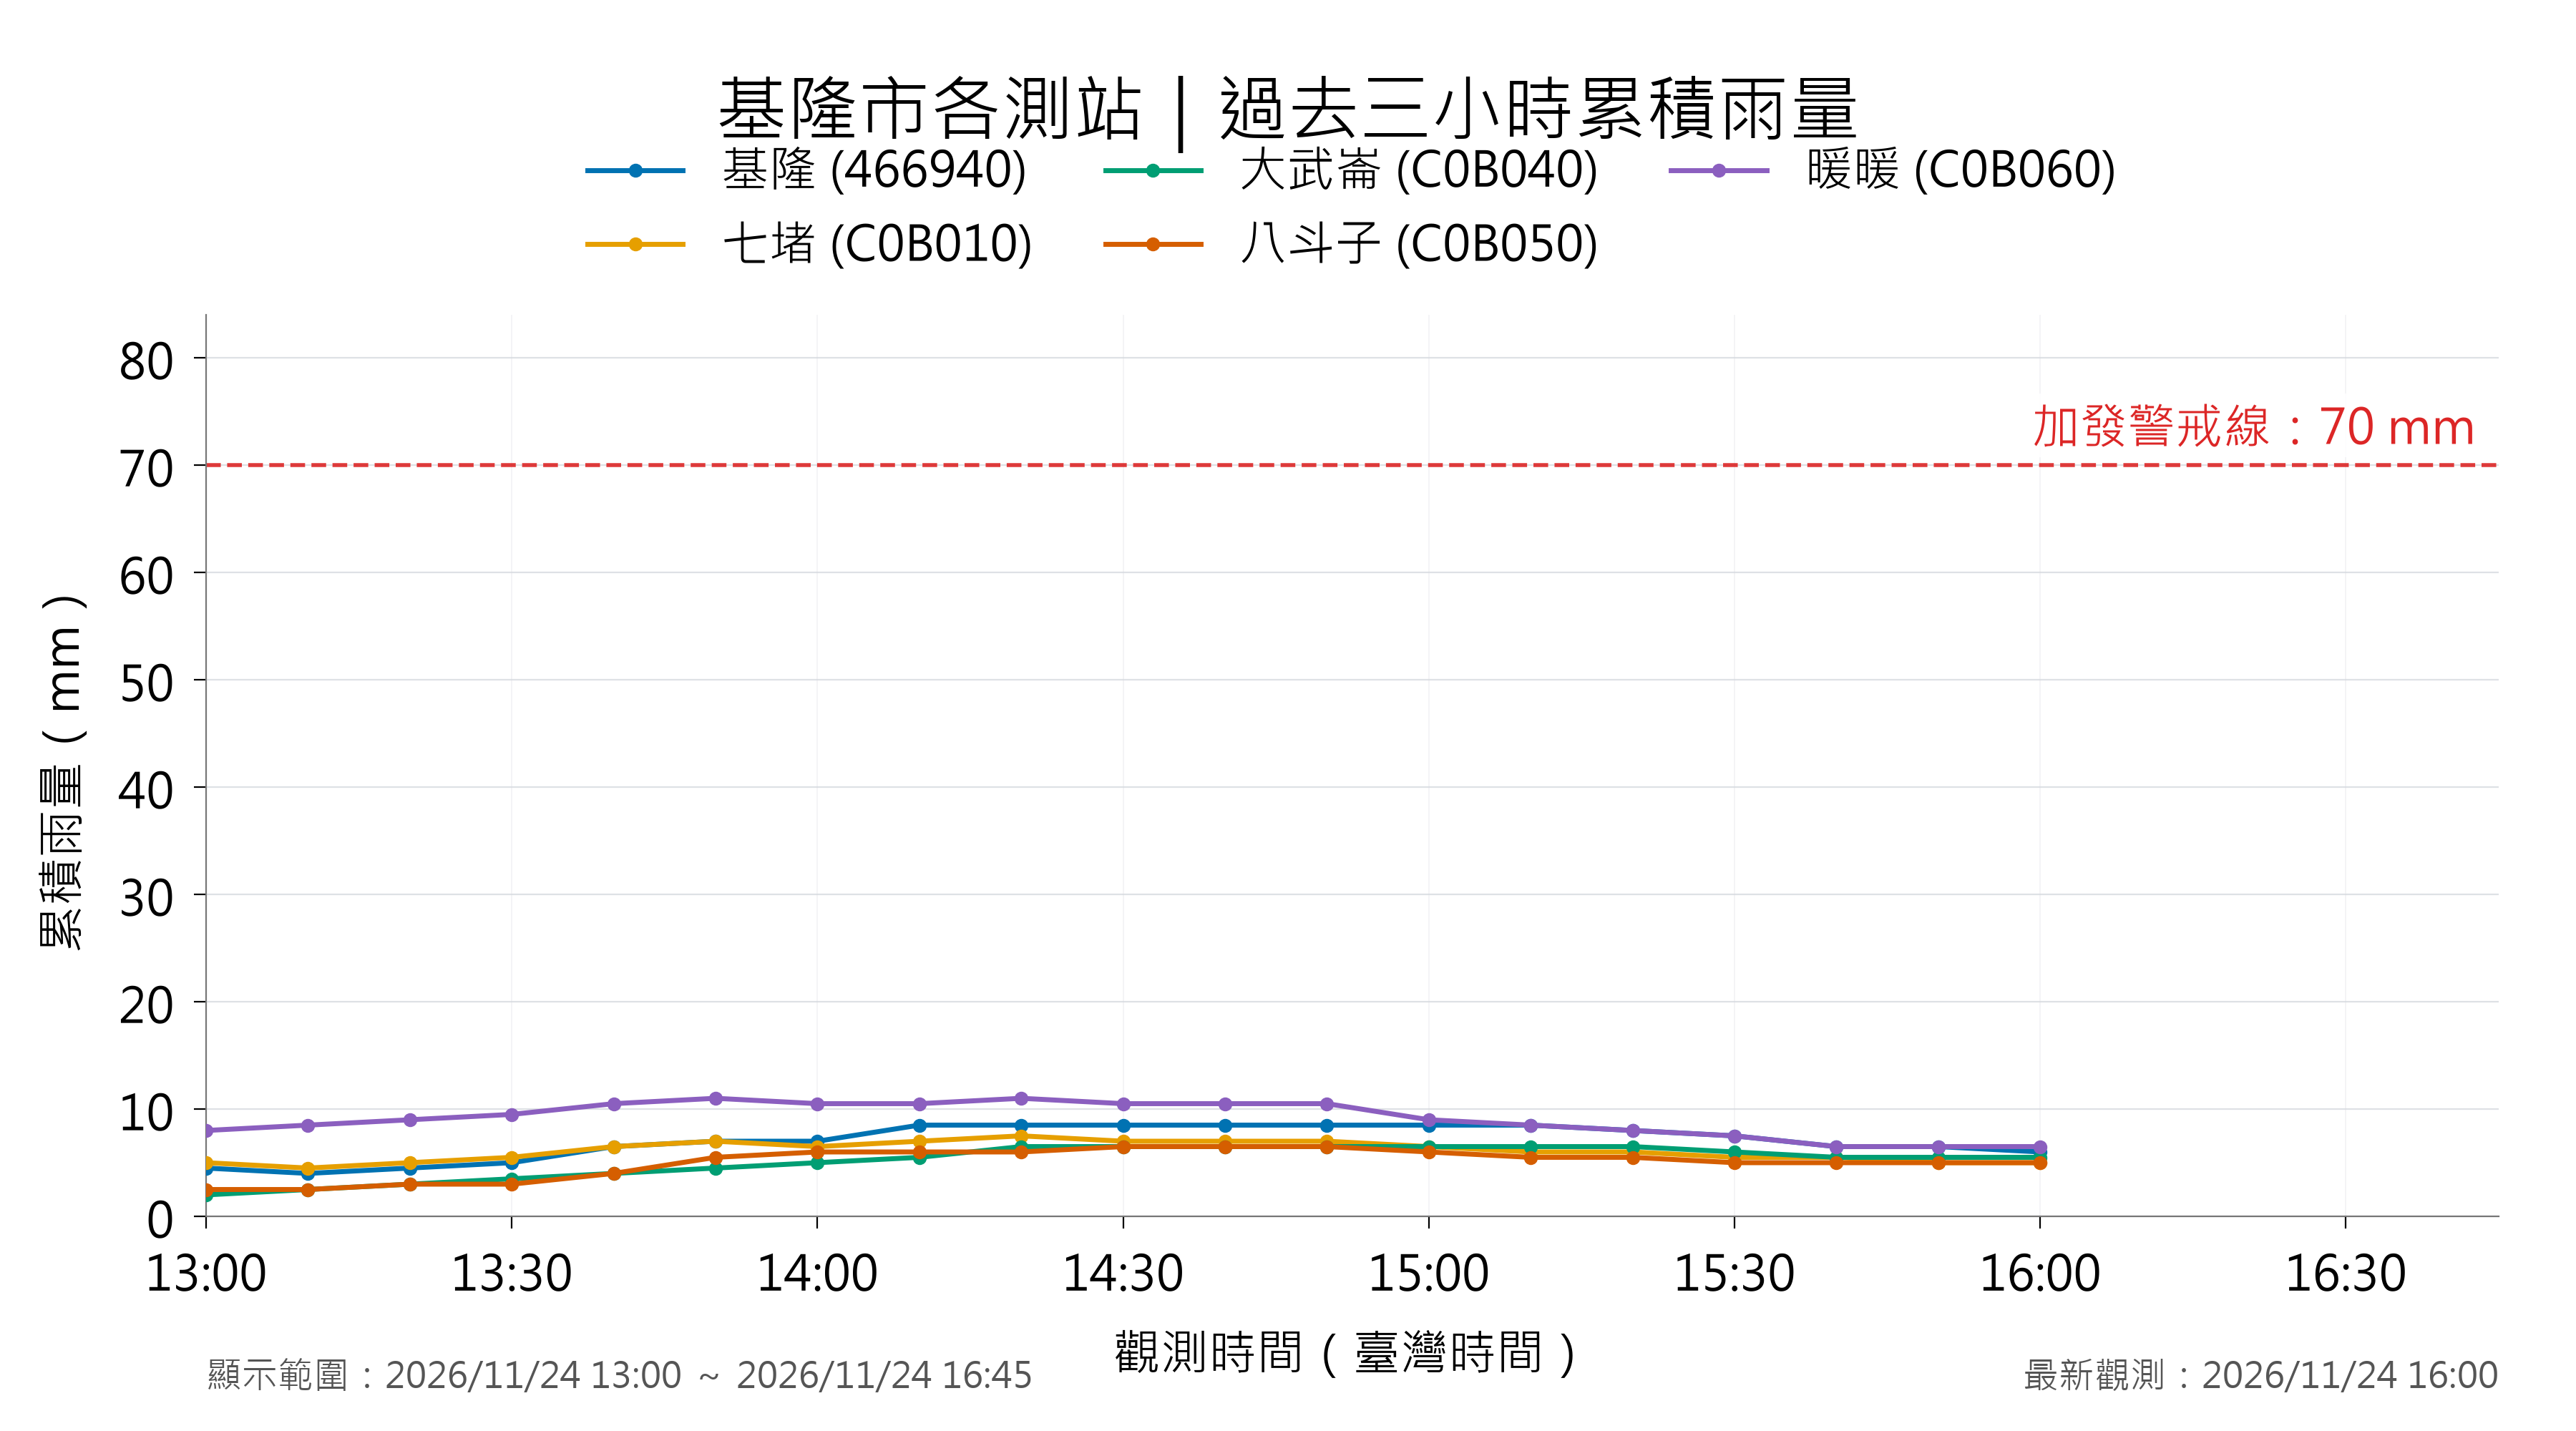 基隆市各測站｜過去三小時累積雨量
基隆 (466940) 大武崙 (C0B040) 暖暖 (C0B060)
七堵 (C0B010) 八斗子 (C0B050)
累積雨量（mm）
80
加發警戒線：70 mm
70
60
50
40
30
20
10
0
13:00 13:30 14:00 14:30 15:00 15:30 16:00 16:30
觀測時間（臺灣時間）
顯示範圍：2026/11/24 13:00 ~ 2026/11/24 16:45
最新觀測：2026/11/24 16:00